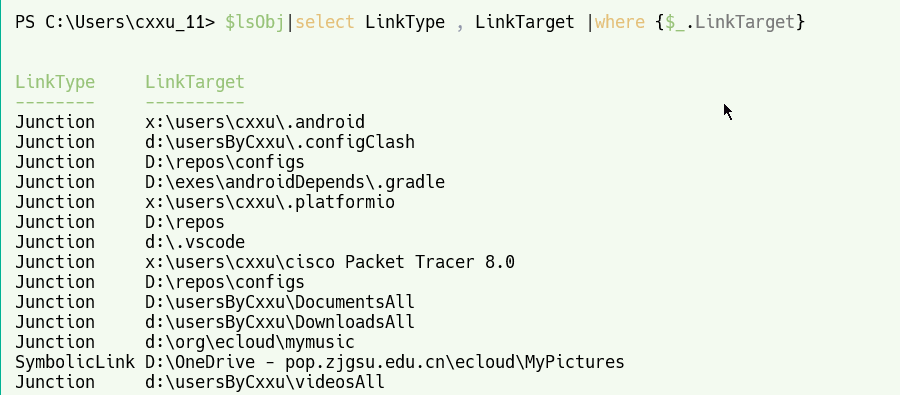 PS C:\Users\cxxu_11> $lsObj|select LinkType , LinkTarget |where {$_.LinkTarget}
LinkType     LinkTarget
--------     ----------
Junction     x:\users\cxxu\.android
Junction     d:\usersByCxxu\.configClash
Junction     D:\repos\configs
Junction     D:\exes\androidDepends\.gradle
Junction     x:\users\cxxu\.platformio
Junction     D:\repos
Junction     d:\.vscode
Junction     x:\users\cxxu\cisco Packet Tracer 8.0
Junction     D:\repos\configs
Junction     D:\usersByCxxu\DocumentsAll
Junction     d:\usersByCxxu\DownloadsAll
Junction     d:\org\ecloud\mymusic
SymbolicLink D:\OneDrive - pop.zjgsu.edu.cn\ecloud\MyPictures
Junction     d:\usersByCxxu\videosAll